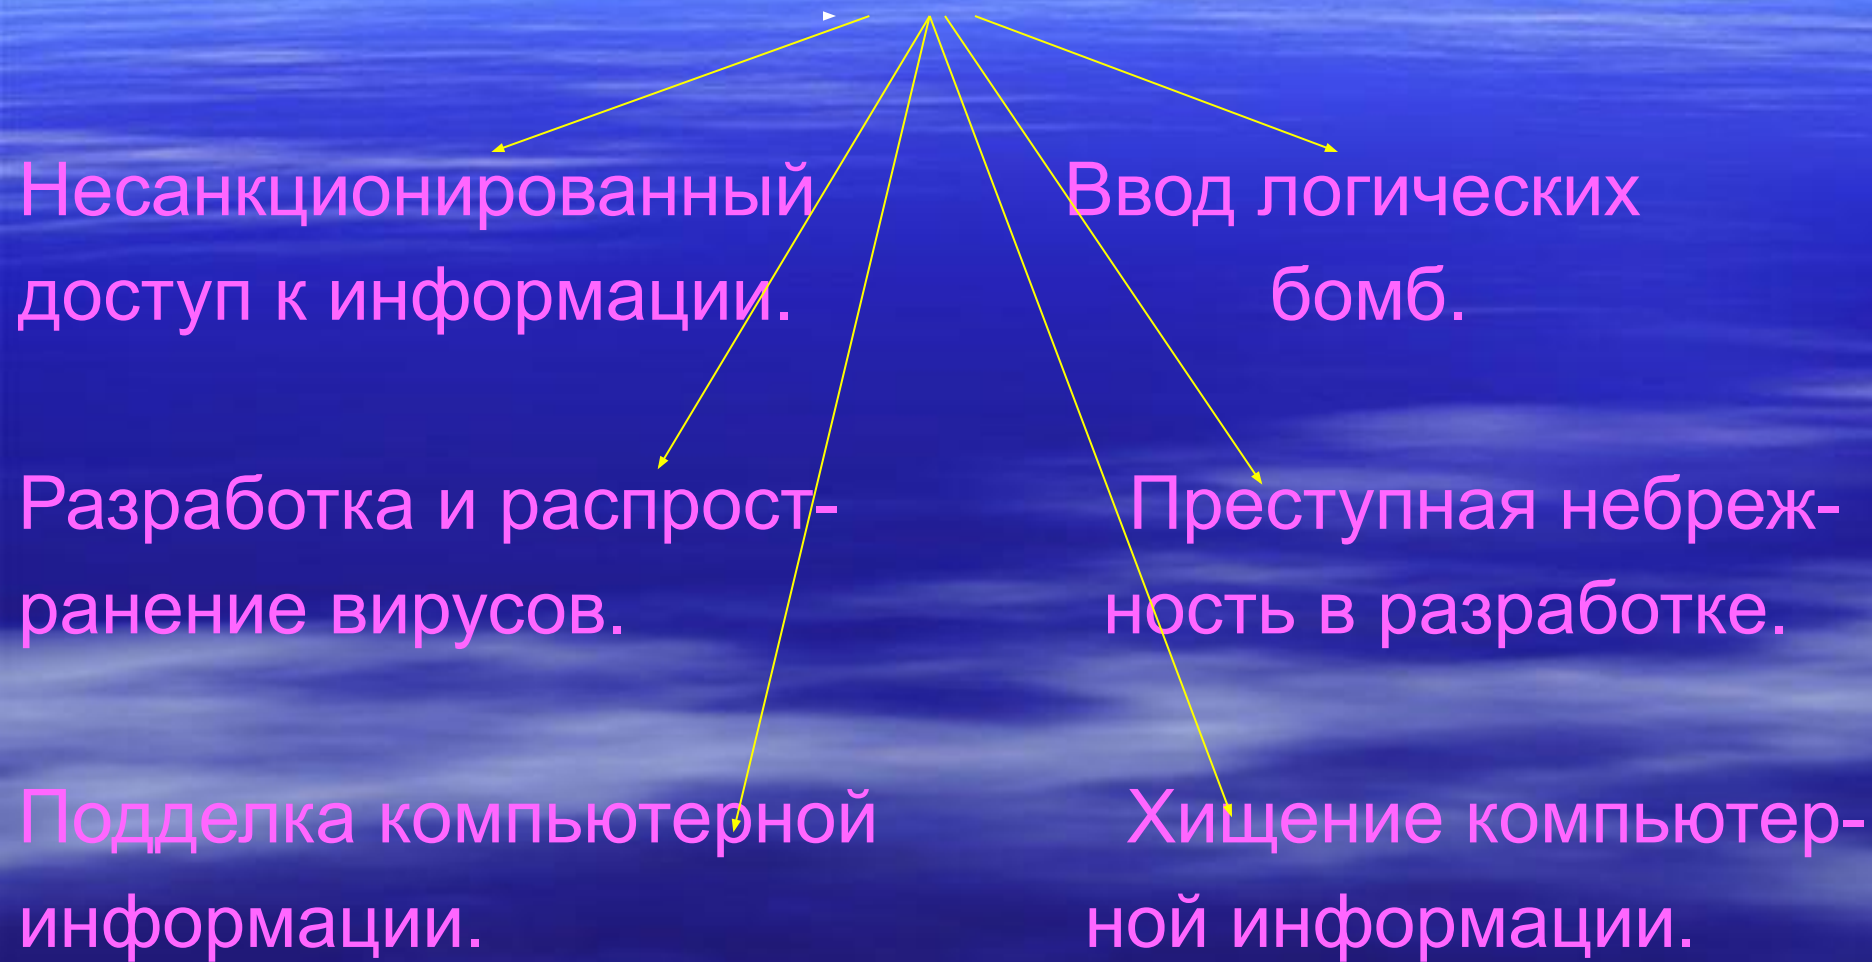 Несанкционированный
доступ к информации.
Ввод логических
бомб.
Разработка и распрост-
ранение вирусов.
Преступная небреж-
ность в разработке.
Подделка компьютерной
информации.
Хищение компьютер-
ной информации.